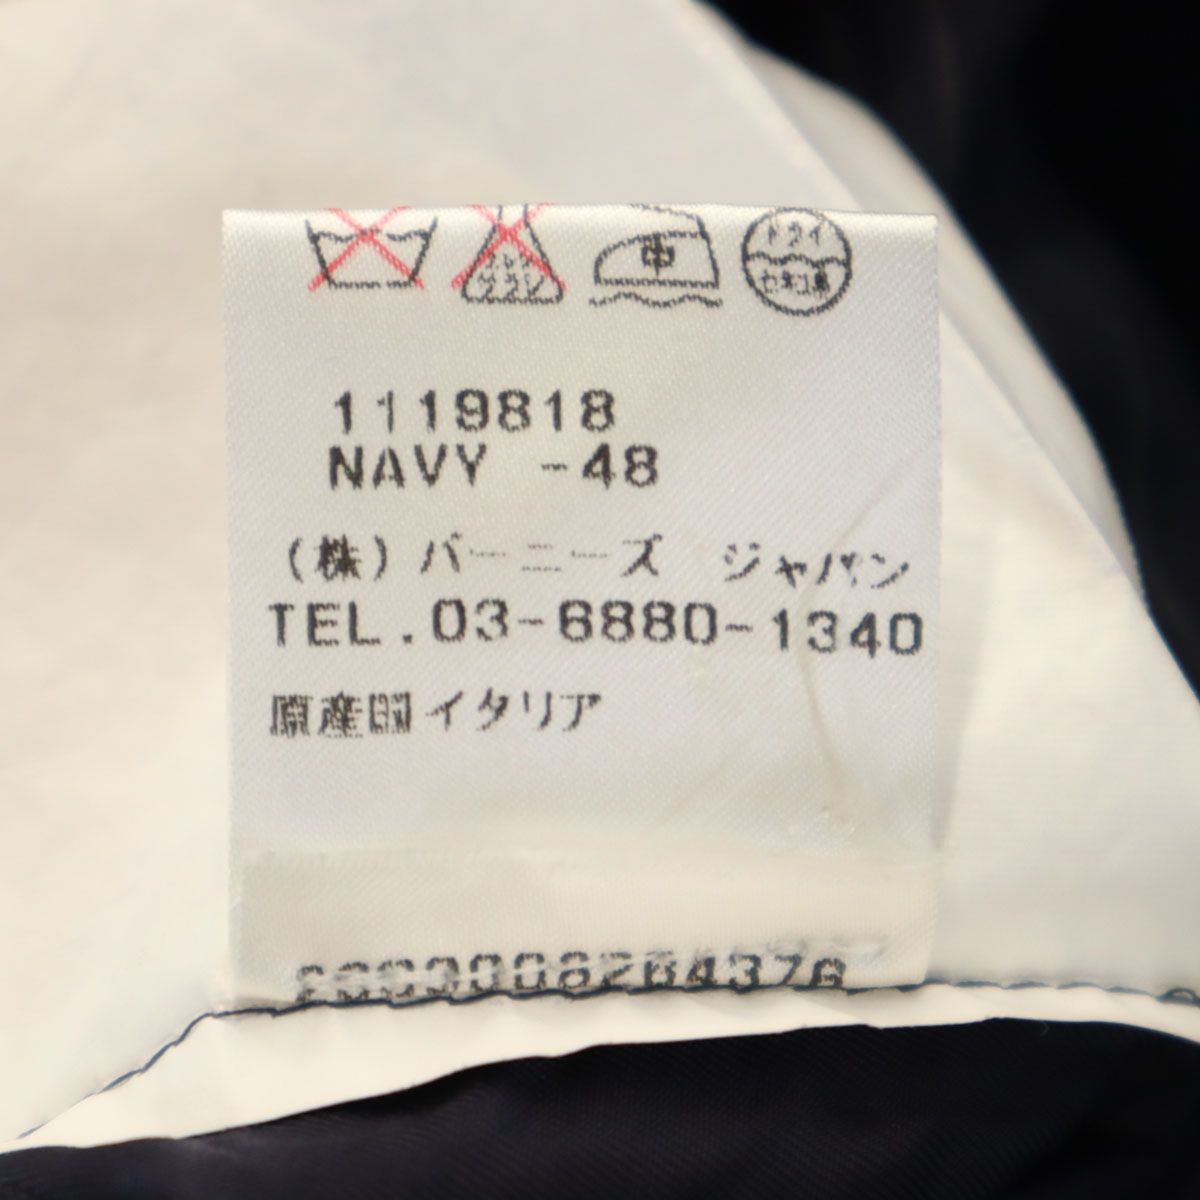 中 ドライ
セキユ系
1119818
NAVY -48
(株)バーニーズ ジャパン
TEL.03-6880-1340
原産国イタリア